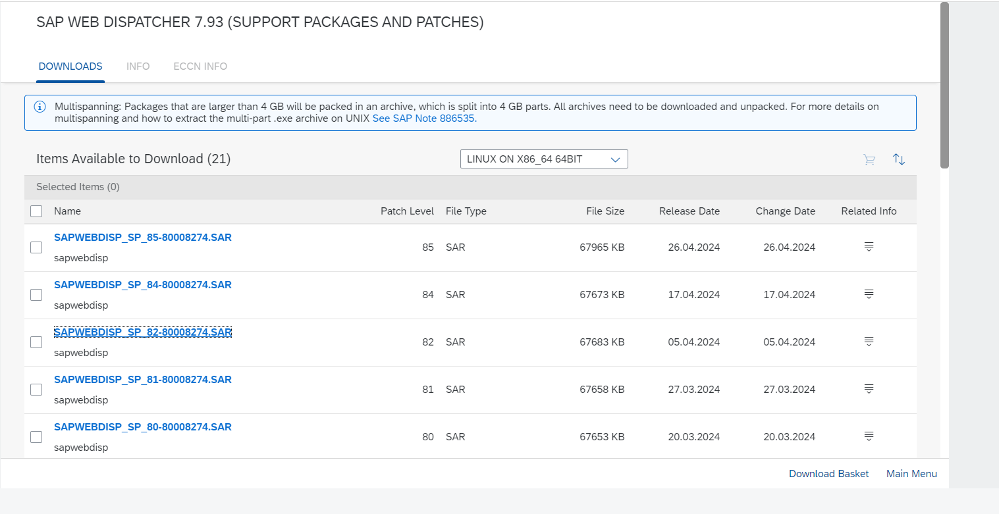 SAP WEB DISPATCHER 7.93 (SUPPORT PACKAGES AND PATCHES)
DOWNLOADS INFO ECCN INFO
Multispanning: Packages that are larger than 4 GB will be packed in an archive, which is split into 4 GB parts. All archives need to be downloaded and unpacked. For more details on
multispanning and how to extract the multi-part .exe archive on UNIX See SAP Note 886535.
Items Available to Download (21) LINUX ON X86_64 64BIT
Selected Items (0)
Name Patch Level File Type File Size Release Date Change Date Related Info
SAPWEBDISP_SP_85-80008274.SAR
85 SAR 67965 KB 26.04.2024 26.04.2024
sapwebdisp
SAPWEBDISP_SP_84-80008274.SAR
84 SAR 67673 KB 17.04.2024 17.04.2024
sapwebdisp
SAPWEBDISP_SP_82-80008274.SAR
82 SAR 67683 KB 05.04.2024 05.04.2024
sapwebdisp
SAPWEBDISP_SP_81-80008274.SAR
81 SAR 67658 KB 27.03.2024 27.03.2024
sapwebdisp
SAPWEBDISP_SP_80-80008274.SAR
80 SAR 67653 KB 20.03.2024 20.03.2024
sapwebdisp
Download Basket Main Menu